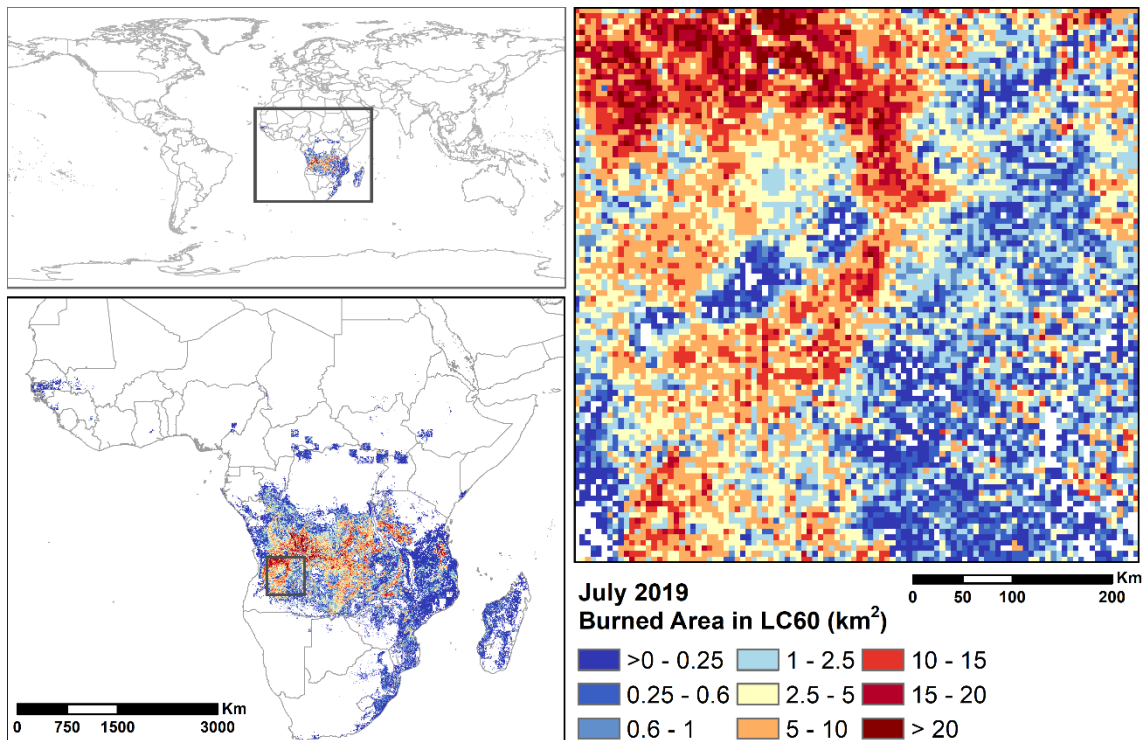 Km
0 750 1500 3000
Km
0 50 100 200
July 2019
Burned Area in LC60 (km²)
>0 - 0.25 1 - 2.5 10 - 15
0.25 - 0.6 2.5 - 5 15 - 20
0.6 - 1 5 - 10 > 20